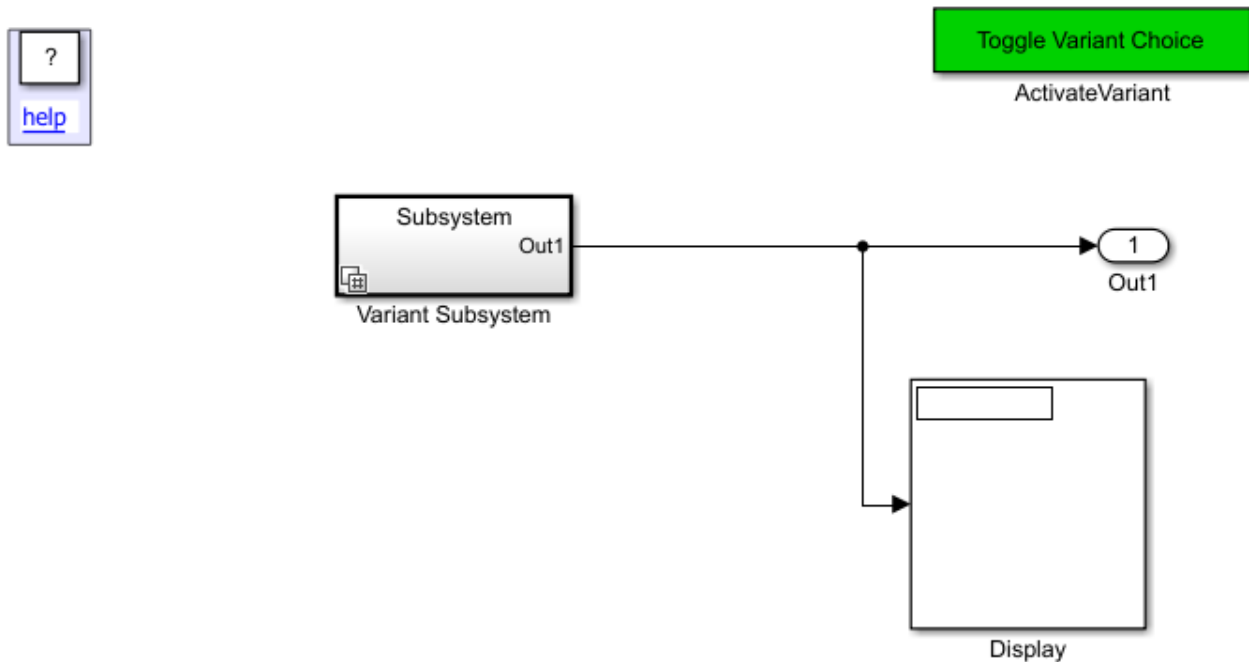 ?
help
Toggle Variant Choice
ActivateVariant
Subsystem
Out1
Variant Subsystem
1
Out1
Display